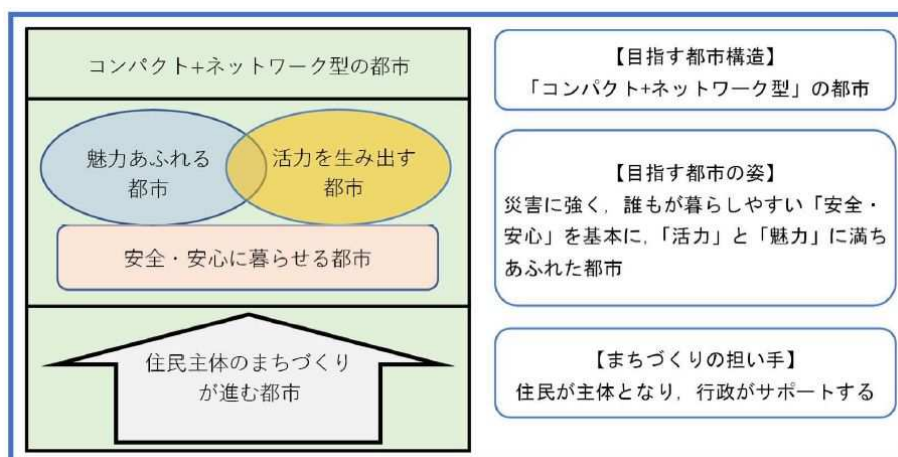 コンパクト+ネットワーク型の都市
魅力あふれる
都市
活力を生み出す
都市
安全・安心に暮らせる都市
住民主体のまちづくり
が進む都市
【目指す都市構造】
「コンパクト+ネットワーク型」の都市
【目指す都市の姿】
災害に強く，誰もが暮らしやすい「安全・
安心」を基本に，「活力」と「魅力」に満ち
あふれた都市
【まちづくりの担い手】
住民が主体となり，行政がサポートする